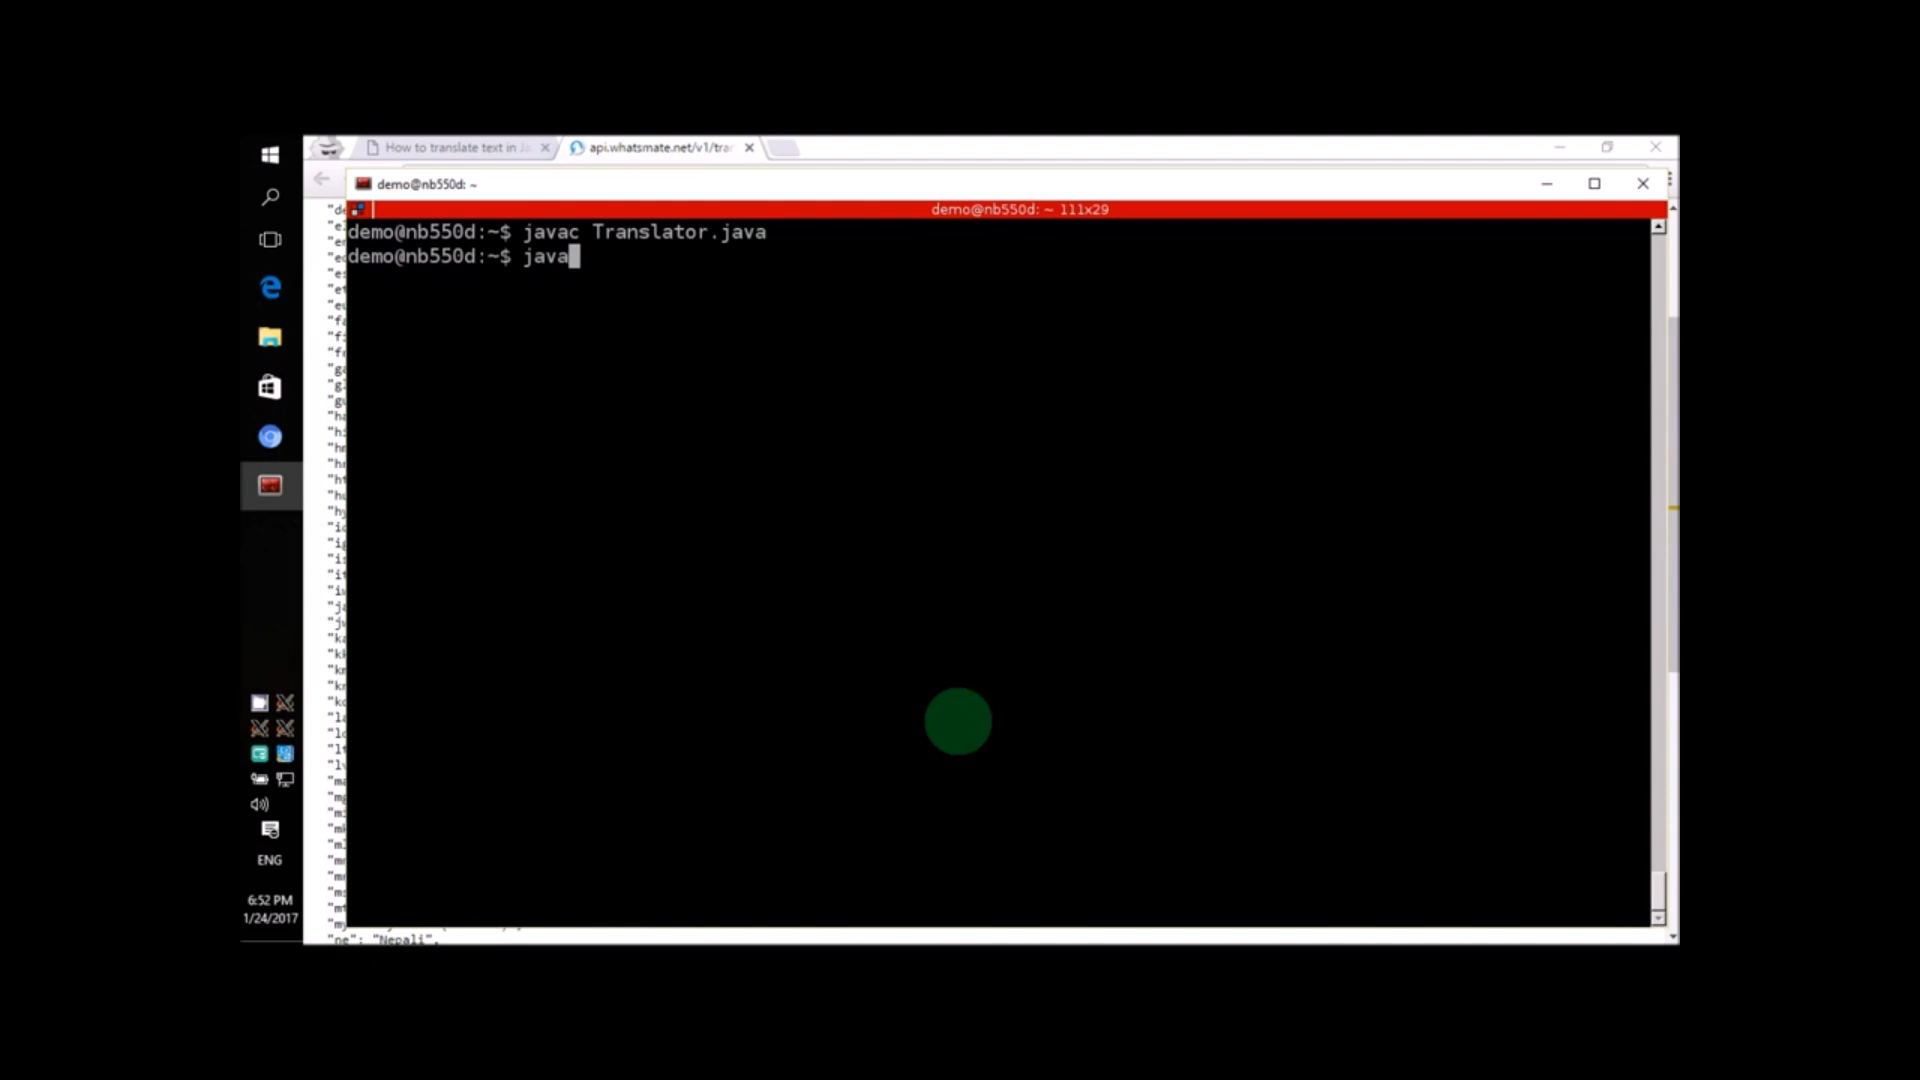 How to translate text in Ja
api.whatsmate.net/v1/tra
demo@nb550d: ~
demo@nb550d: ~ 111x29
demo@nb550d:~$ javac Translator.java
demo@nb550d:~$ java
"ne": "Nepali",
ENG
6:52 PM
1/24/2017